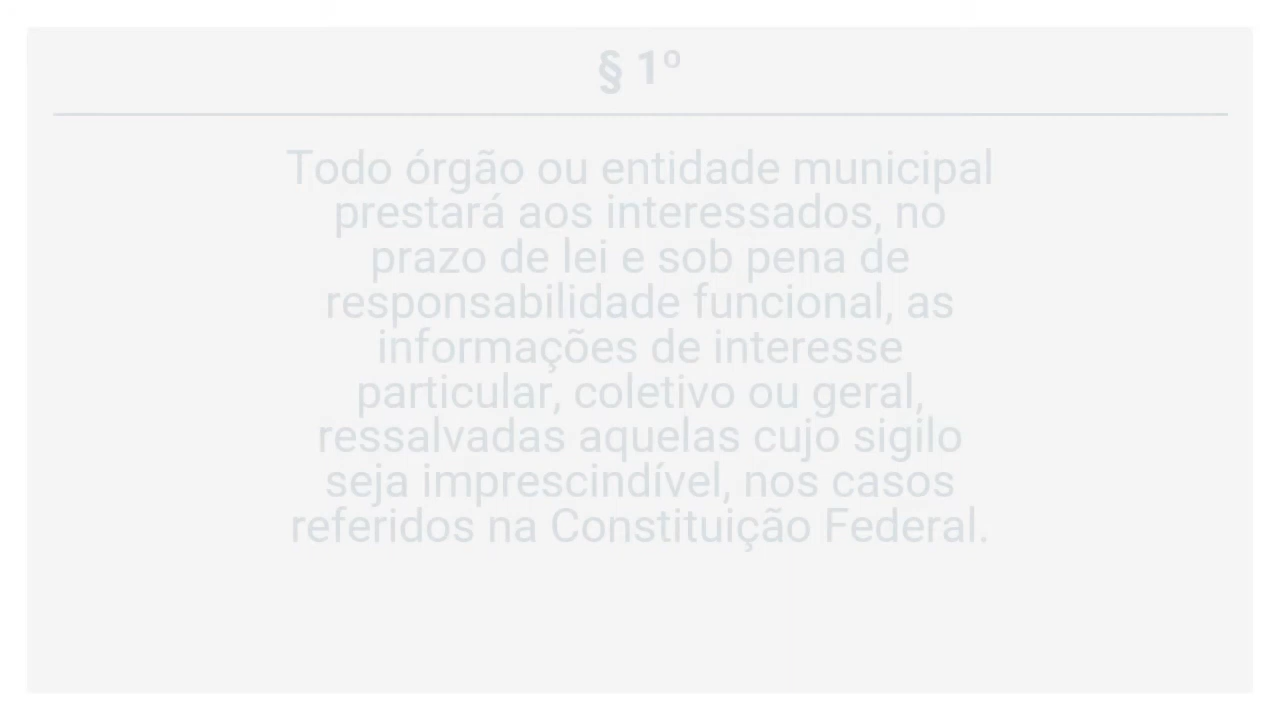 § 1º
Todo órgão ou entidade municipal
prestará aos interessados, no
prazo de lei e sob pena de
responsabilidade funcional, as
informações de interesse
particular, coletivo ou geral,
ressalvadas aquelas cujo sigilo
seja imprescindível, nos casos
referidos na Constituição Federal.